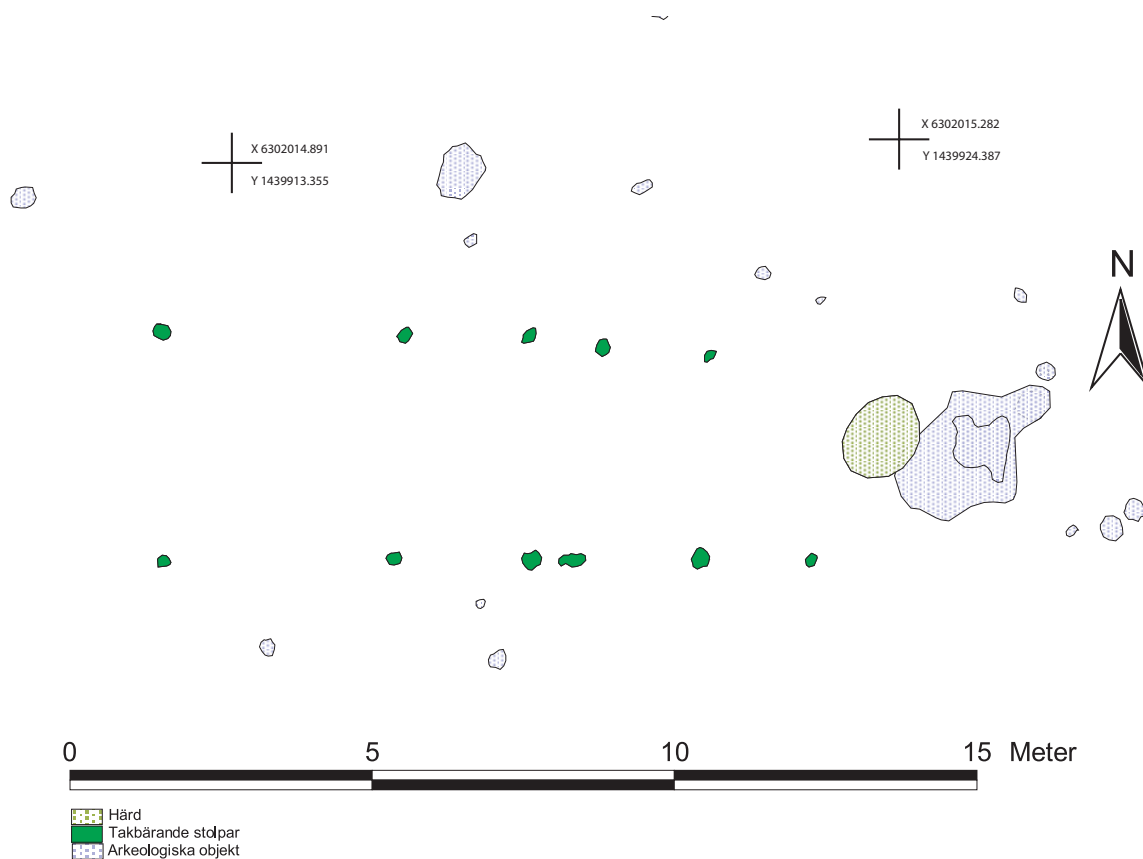 X 6302015.282
X 6302014.891
Y 1439924.387
Y 1439913.355
N
0 5 10 15 Meter
Härd
Takbärande stolpar
Arkeologiska objekt